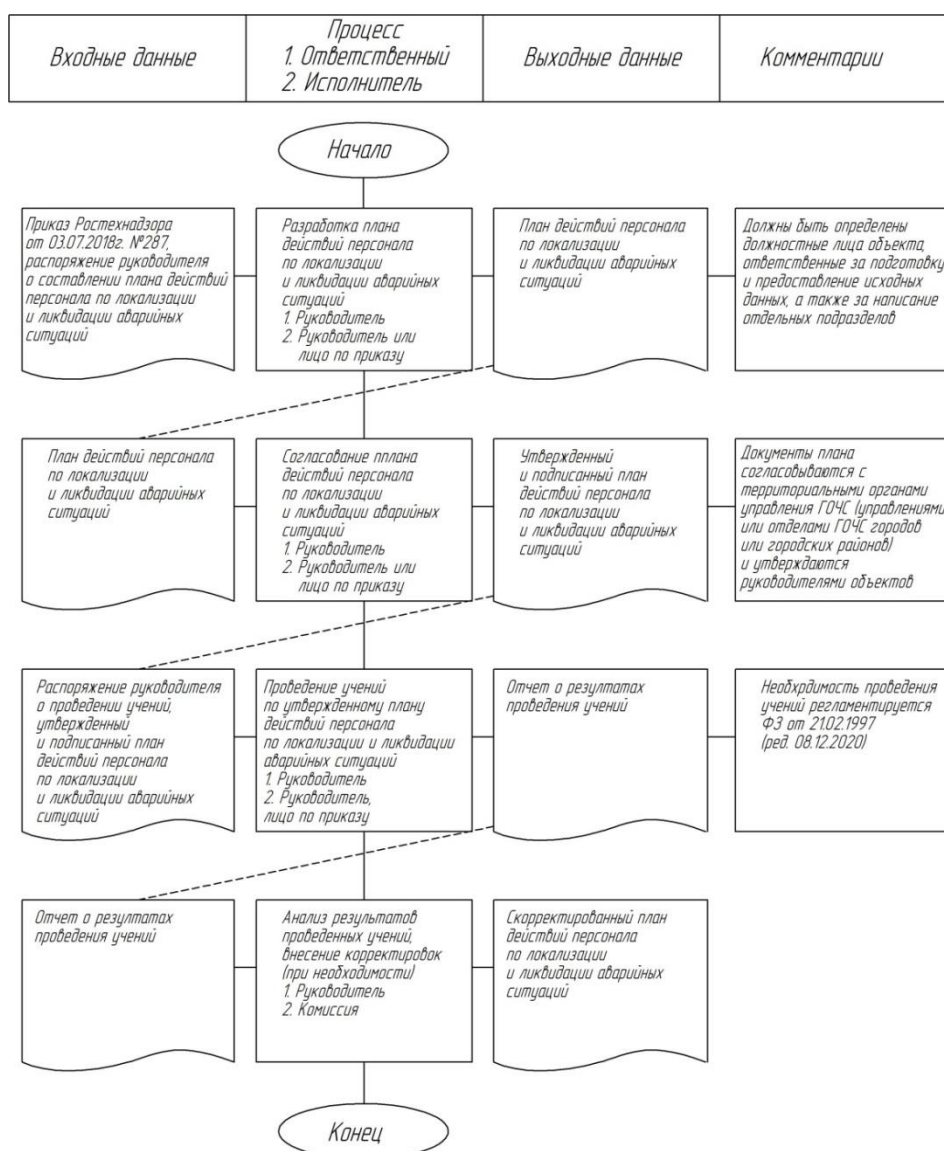 Входные данные
Процесс
1. Ответственный
2. Исполнитель
Выходные данные
Комментарии
Начало
Приказ Ростехнадзора
от 03.07.2018г. №287,
распоряжение руководителя
о составлении плана действий
персонала по локализации
и ликвидации аварийных
ситуаций
Разработка плана
действий персонала
по локализации
и ликвидации аварийных
ситуаций
1. Руководитель
2. Руководитель или
лицо по приказу
План действий персонала
по локализации
и ликвидации аварийных
ситуаций
Должны быть определены
должностные лица объекта,
ответственные за подготовку
и предоставление исходных
данных, а также за написание
отдельных подразделов
План действий персонала
по локализации
и ликвидации аварийных
ситуаций
Согласование пплана
действий персонала
по локализации
и ликвидации аварийных
ситуаций
1. Руководитель
2. Руководитель или
лицо по приказу
Утвержденный
и подписанный план
действий персонала
по локализации
и ликвидации аварийных
ситуаций
Документы плана
согласовываются с
территориальными органами
управления ГОЧС (управлениями
или отделами ГОЧС городов
или городских районов)
и утверждаются
руководителями объектов
Распоряжение руководителя
о проведении учений,
утвержденный
и подписанный план
действий персонала
по локализации
и ликвидации аварийных
ситуаций
Проведение учений
по утвержденному плану
действий персонала
по локализации и ликвидации
аварийных ситуаций
1. Руководитель
2. Руководитель,
лицо по приказу
Отчет о резултатах
проведения учений
Необхрдимость проведения
учений регламентируется
ФЗ от 21.02.1997
(ред. 08.12.2020)
Отчет о резултатах
проведения учений
Анализ результатов
проведенных учений,
внесение корректировок
(при необходимости)
1. Руководитель
2. Комиссия
Скорректированный план
действий персонала
по локализации
и ликвидации аварийных
ситуаций
Конец